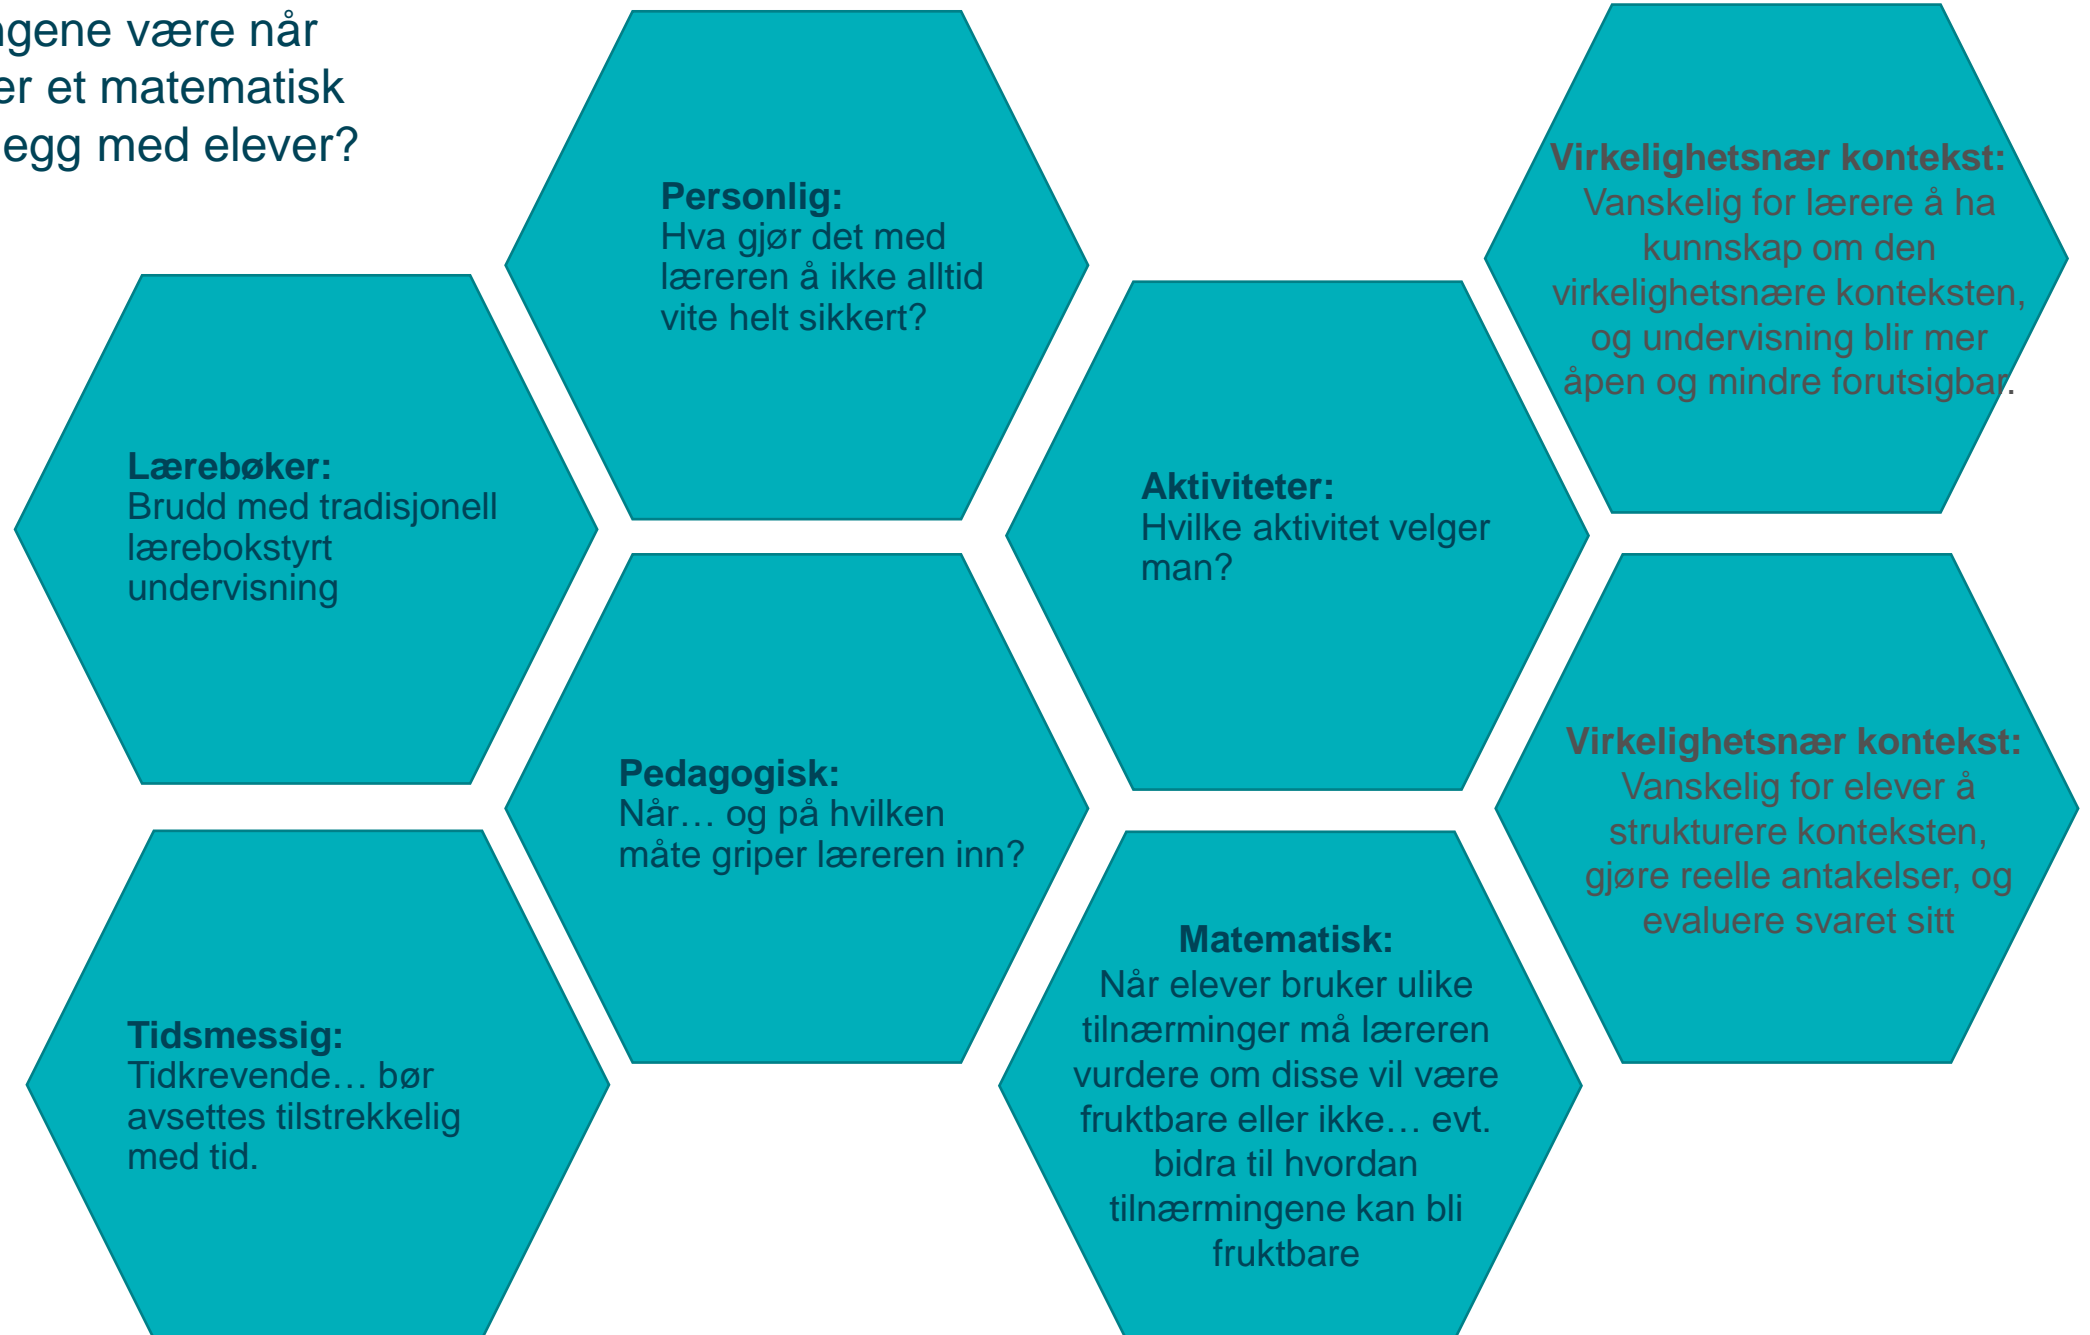 ngene være når
er et matematisk
egg med elever?
Personlig:
Hva gjør det med
læreren å ikke alltid
vite helt sikkert?
Virkelighetsnær kontekst:
Vanskelig for lærere å ha
kunnskap om den
virkelighetsnære konteksten,
og undervisning blir mer
åpen og mindre forutsigbar.
Lærebøker:
Brudd med tradisjonell
lærebokstyrt
undervisning
Aktiviteter:
Hvilke aktivitet velger
man?
Pedagogisk:
Når… og på hvilken
måte griper læreren inn?
Virkelighetsnær kontekst:
Vanskelig for elever å
strukturere konteksten,
gjøre reelle antakelser, og
evaluere svaret sitt
Tidsmessig:
Tidkrevende… bør
avsettes tilstrekkelig
med tid.
Matematisk:
Når elever bruker ulike
tilnærminger må læreren
vurdere om disse vil være
fruktbare eller ikke… evt.
bidra til hvordan
tilnærmingene kan bli
fruktbare